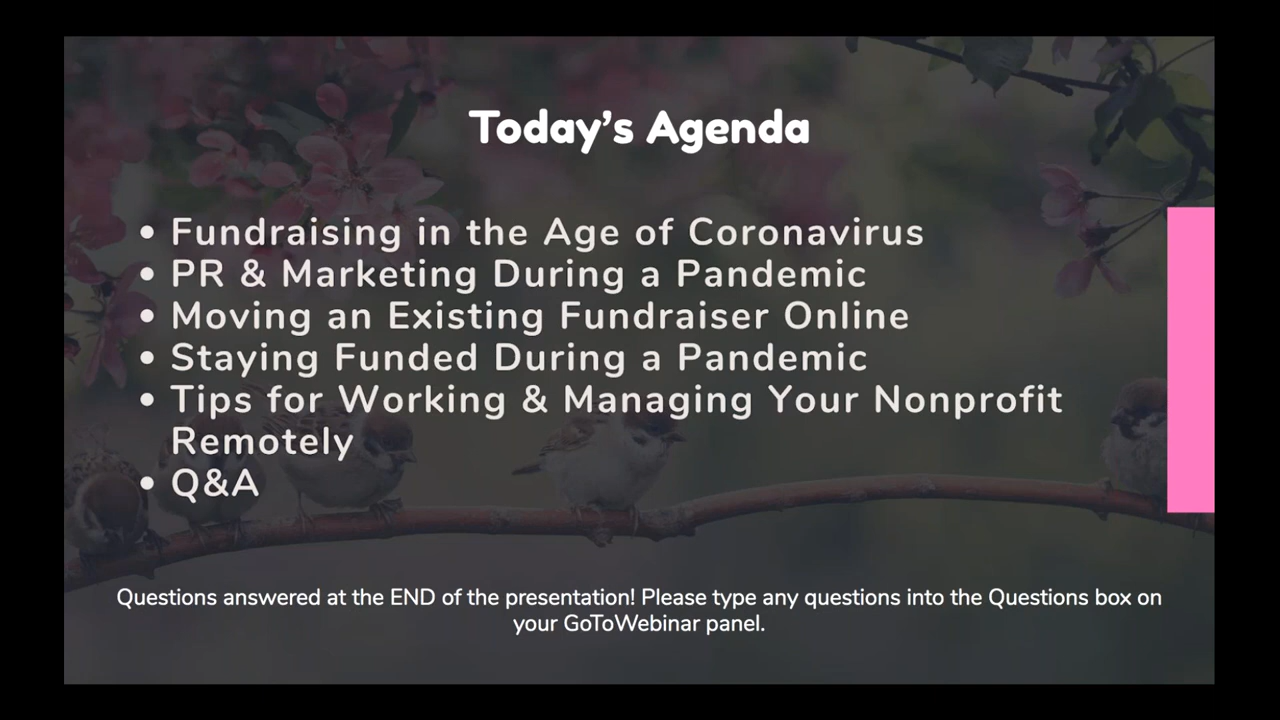 Today’s Agenda
• Fundraising in the Age of Coronavirus
• PR & Marketing During a Pandemic
• Moving an Existing Fundraiser Online
• Staying Funded During a Pandemic
• Tips for Working & Managing Your Nonprofit
Remotely
• Q&A
Questions answered at the END of the presentation! Please type any questions into the Questions box on
your GoToWebinar panel.